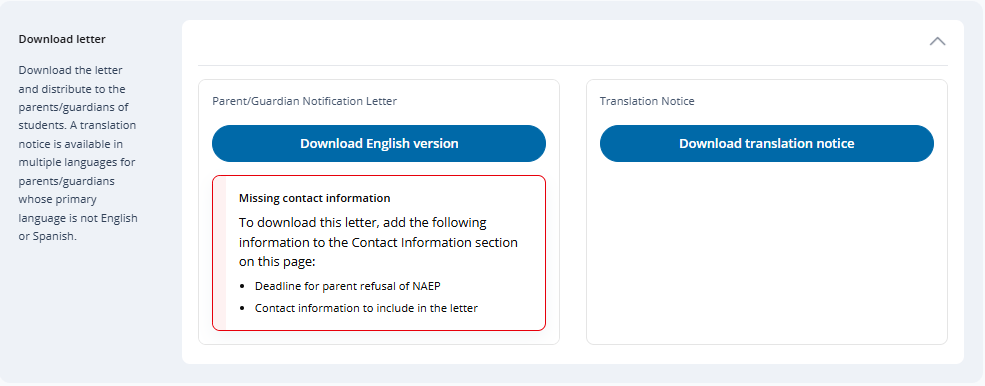 Download letter
Download the letter
and distribute to the
parents/guardians of
students. A translation
notice is available in
multiple languages for
parents/guardians
whose primary
language is not English
or Spanish.
Parent/Guardian Notification Letter
Download English version
Missing contact information
To download this letter, add the following
information to the Contact Information section
on this page:
• Deadline for parent refusal of NAEP
• Contact information to include in the letter
Translation Notice
Download translation notice